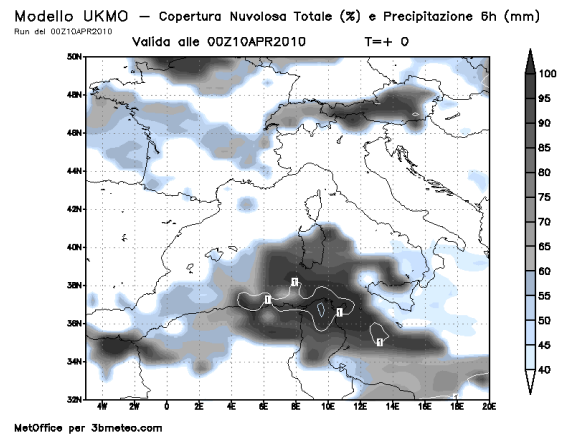 Modello UKMO – Copertura Nuvolosa Totale (%) e Precipitazione 6h (mm)
Run del 00Z10APR2010
Valida alle 00Z10APR2010 T=+ 0
50N
48N
46N
44N
42N
40N
38N
36N
34N
32N
4W 2W 0 2E 4E 6E 8E 10E 12E 14E 16E 18E 20E
100
95
90
85
80
75
70
65
60
55
50
45
40
1
1
1
1
MetOffice per 3bmeteo.com